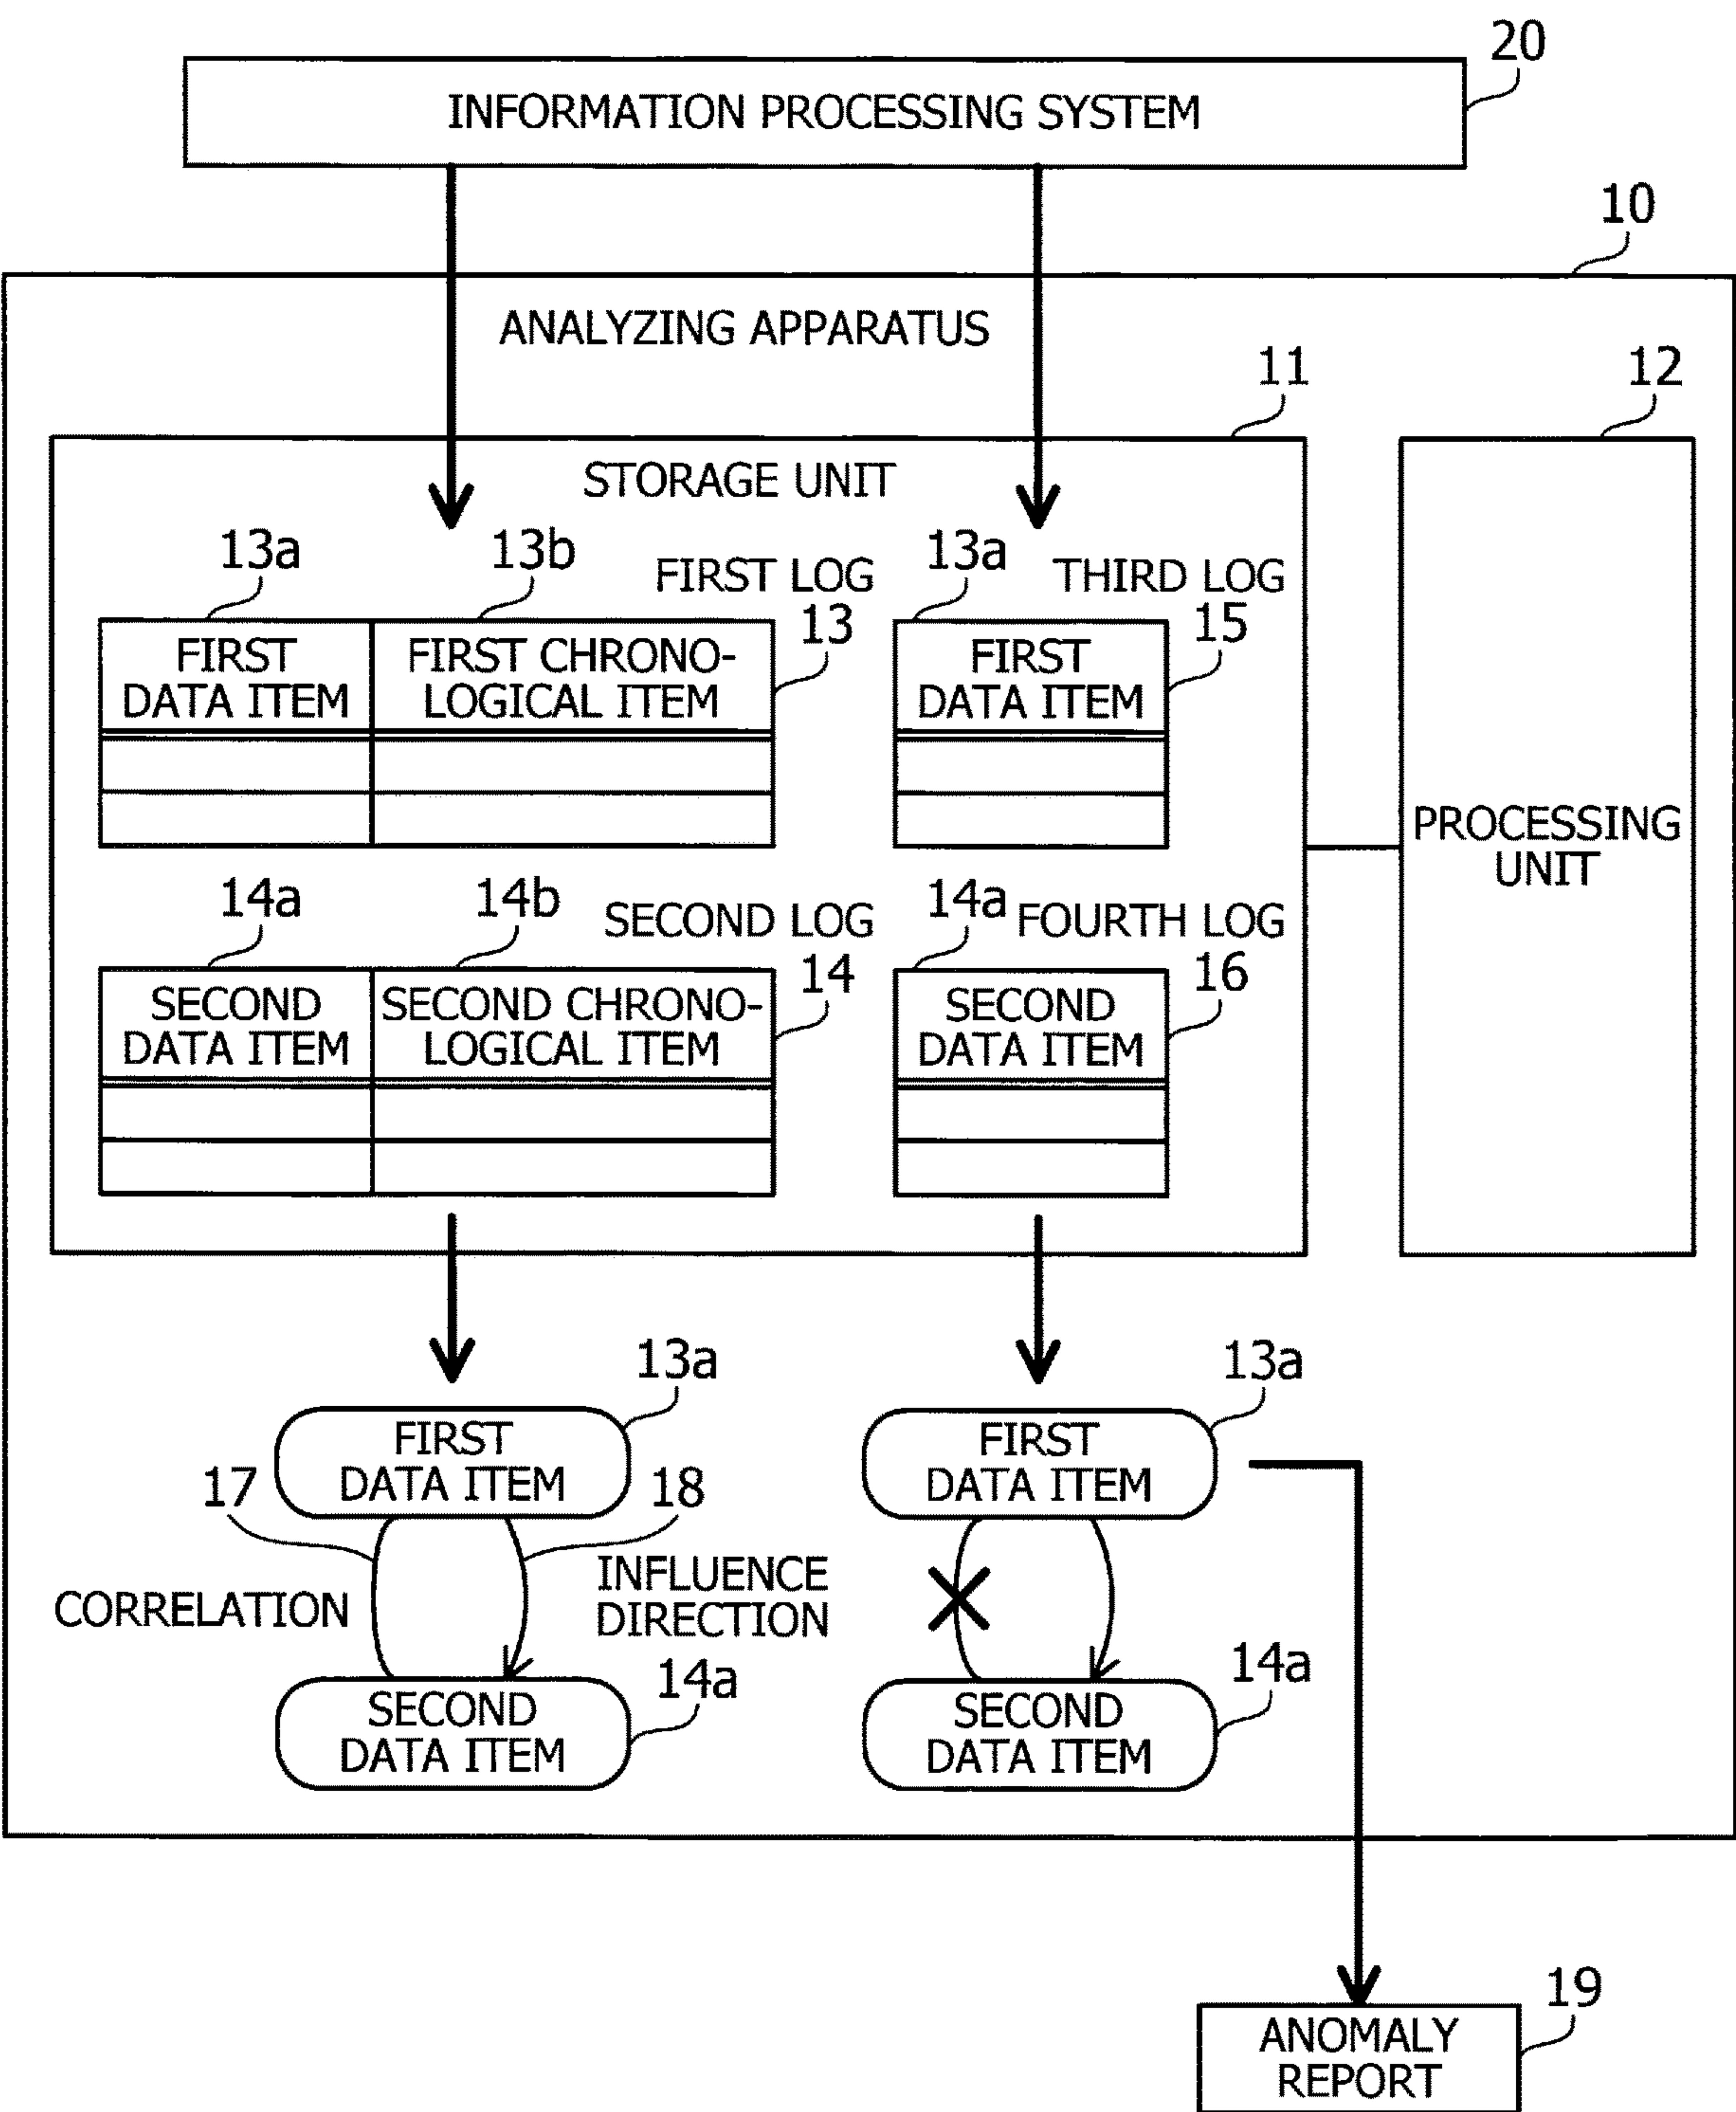 20
INFORMATION PROCESSING SYSTEM
10
ANALYZING APPARATUS
11
12
STORAGE UNIT
13a
13b
FIRST LOG
13
13a
THIRD LOG
15
FIRST
DATA ITEM
FIRST CHRONO-
LOGICAL ITEM
FIRST
DATA ITEM
PROCESSING
UNIT
14a
14b
SECOND LOG
14
14a
FOURTH LOG
16
SECOND
DATA ITEM
SECOND CHRONO-
LOGICAL ITEM
SECOND
DATA ITEM
13a
FIRST
DATA ITEM
17
18
CORRELATION
INFLUENCE
DIRECTION
14a
SECOND
DATA ITEM
13a
FIRST
DATA ITEM
14a
SECOND
DATA ITEM
19
ANOMALY
REPORT